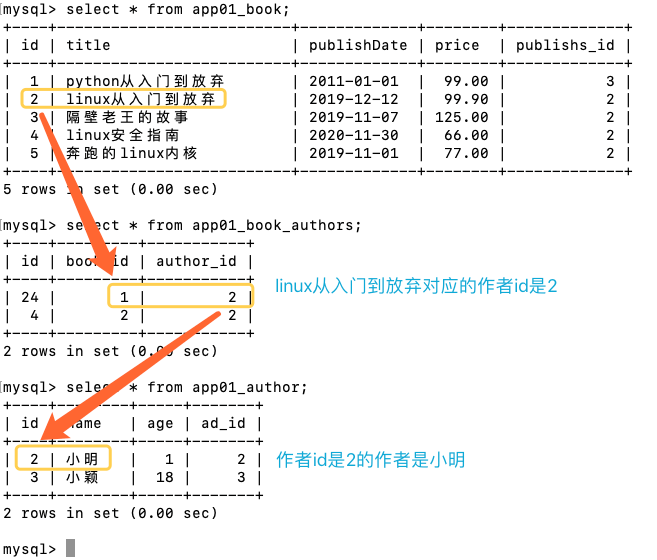 mysql> select * from app01_book;
+----+--------------------------+-------------+--------+-------------+
| id | title | publishDate | price | publishs_id |
+----+--------------------------+-------------+--------+-------------+
| 1 | python从入门到放弃 | 2011-01-01 | 99.00 | 3 |
| 2 | linux从入门到放弃 | 2019-12-12 | 99.90 | 2 |
| 3 | 隔壁老王的故事 | 2019-11-07 | 125.00 | 2 |
| 4 | linux安全指南 | 2020-11-30 | 66.00 | 2 |
| 5 | 奔跑的linux内核 | 2019-11-01 | 77.00 | 2 |
+----+--------------------------+-------------+--------+-------------+
5 rows in set (0.00 sec)
mysql> select * from app01_book_authors;
+----+---------+-----------+
| id | book_id | author_id |
+----+---------+-----------+
linux从入门到放弃对应的作者id是2
| 24 | 1 | 2 |
| 4 | 2 | 2 |
+----+---------+-----------+
2 rows in set (0.00 sec)
mysql> select * from app01_author;
+----+--------+-----+-------+
| id | name | age | ad_id |
+----+--------+-----+-------+
| 2 | 小明 | 1 | 2 |
作者id是2的作者是小明
| 3 | 小颖 | 18 | 3 |
+----+--------+-----+-------+
2 rows in set (0.00 sec)
mysql>